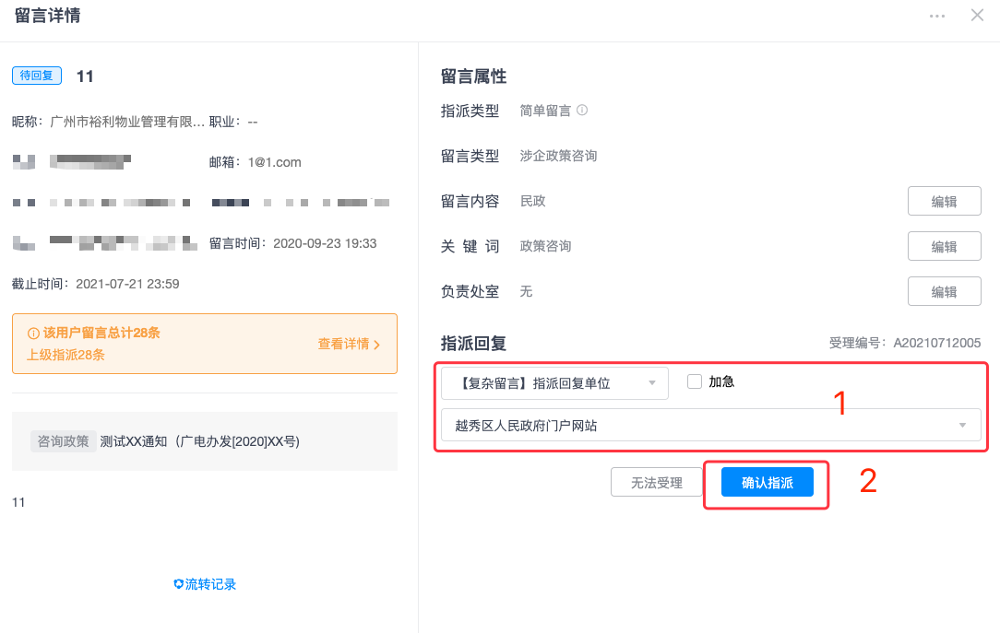 留言详情
待回复 11
昵称：广州市裕利物业管理有限... 职业：--
邮箱：1@1.com
留言时间：2020-09-23 19:33
截止时间：2021-07-21 23:59
该用户留言总计28条
上级指派28条
查看详情
咨询政策 测试XX通知（广电办发[2020]XX号)
11
流转记录
留言属性
指派类型 简单留言
留言类型 涉企政策咨询
留言内容 民政 编辑
关 键 词 政策咨询 编辑
负责处室 无 编辑
指派回复 受理编号：A20210712005
【复杂留言】指派回复单位 加急
1
越秀区人民政府门户网站
无法受理 确认指派 2